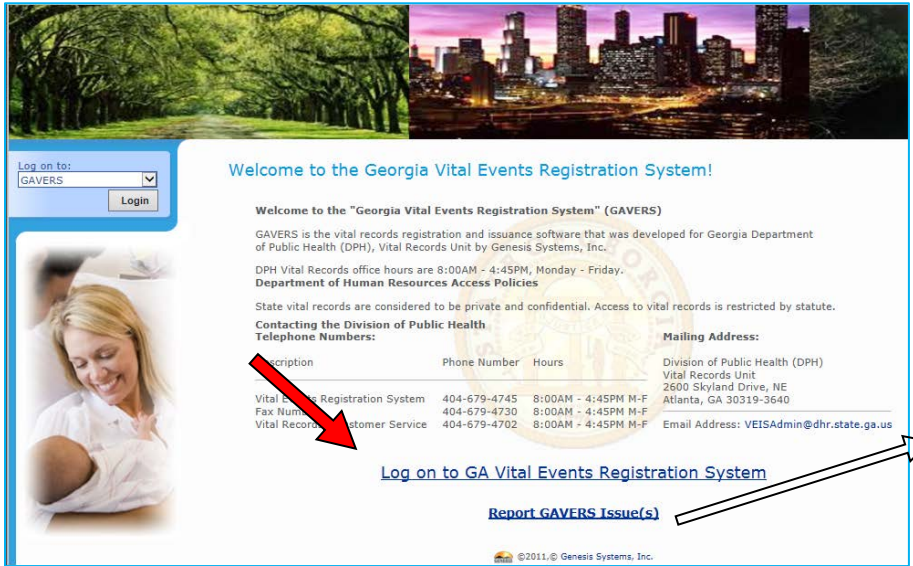 Log on to:
GAVERS
Login
Welcome to the Georgia Vital Events Registration System!
Welcome to the "Georgia Vital Events Registration System" (GAVERS)
GAVERS is the vital records registration and issuance software that was developed for Georgia Department
of Public Health (DPH), Vital Records Unit by Genesis Systems, Inc.
DPH Vital Records office hours are 8:00AM - 4:45PM, Monday - Friday.
Department of Human Resources Access Policies
State vital records are considered to be private and confidential. Access to vital records is restricted by statute.
Contacting the Division of Public Health
Telephone Numbers:
Phone Number Hours
Vital Registration System 404-679-4745 8:00AM - 4:45PM M-F
Fax 404-679-4730 8:00AM - 4:45PM M-F
Vital Customer Service 404-679-4702 8:00AM - 4:45PM M-F
Mailing Address:
Division of Public Health (DPH)
Vital Records Unit
2600 Skyland Drive, NE
Atlanta, GA 30319-3640
Email Address: VEISAdmin@dhr.state.ga.us
Log on to GA Vital Events Registration System
Report GAVERS Issue(s)
©2011,© Genesis Systems, Inc.